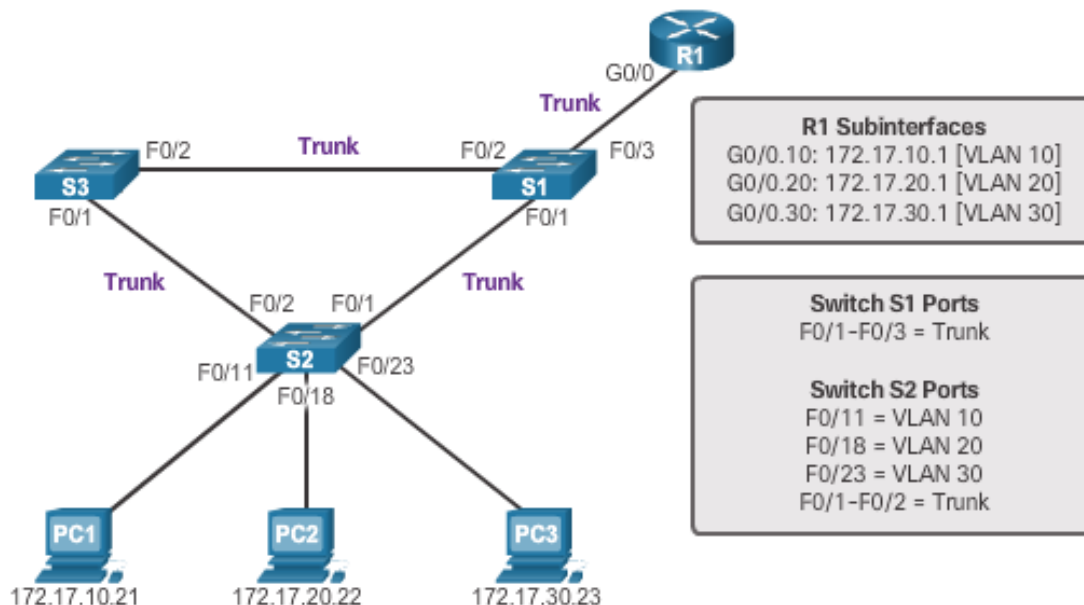 R1
G0/0
Trunk
R1 Subinterfaces
G0/0.10: 172.17.10.1 [VLAN 10]
G0/0.20: 172.17.20.1 [VLAN 20]
G0/0.30: 172.17.30.1 [VLAN 30]
F0/2
Trunk
F0/2
F0/3
S3
S1
F0/1
F0/1
Trunk
Trunk
F0/2
F0/1
S2
F0/11
F0/23
F0/18
Switch S1 Ports
F0/1-F0/3 = Trunk
Switch S2 Ports
F0/11 = VLAN 10
F0/18 = VLAN 20
F0/23 = VLAN 30
F0/1-F0/2 = Trunk
PC1
PC2
PC3
172.17.10.21
172.17.20.22
172.17.30.23